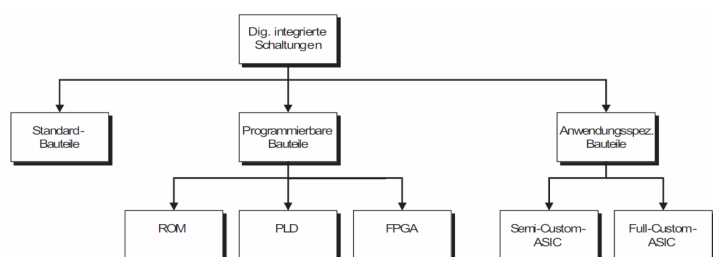 Dig. integrierte
Schaltungen
Standard-
Bauteile
Programmierbare
Bauteile
Anwendungsspez.
Bauteile
ROM
PLD
FPGA
Semi-Custom-
ASIC
Full-Custom-
ASIC